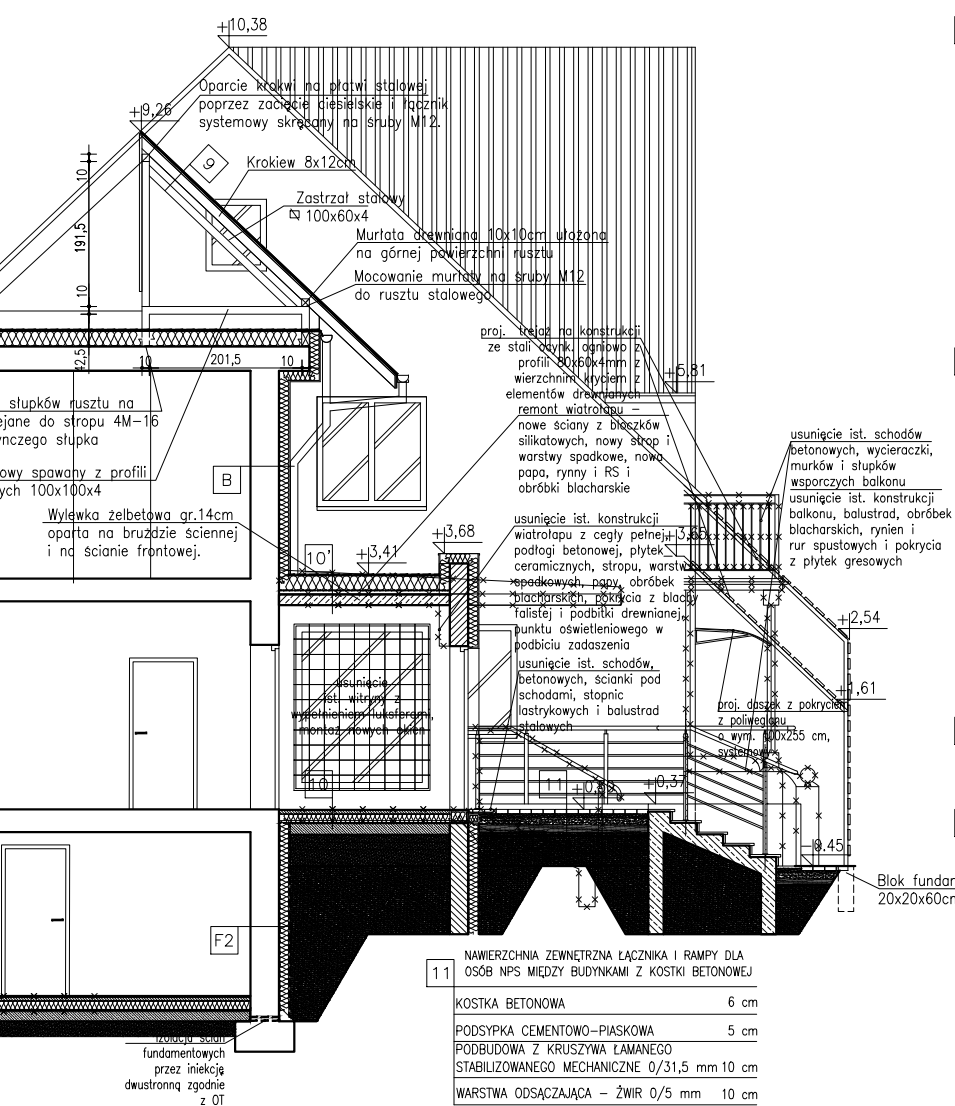 +10,38
Oparcie krokwi na płatwi stalowej
poprzez zacięcie ciesielskie i łącznik
systemowy skręcany na śruby M12.
+9,26
9
Krokiew 8x12cm
10
Zastrzał stalowy
100x60x4
191,5
Murłata drewniana 10x10cm ułożona
na górnej powierzchni rusztu
Mocowanie murłaty na śruby M12
do rusztu stalowego
10
42,5
10
201,5
10
proj. trejaż na konstrukcji
ze stali ocynk. ogniowo z
profili 80x60x4mm z
wierzchnim kryciem z
elementów drewnianych
+5,81
remont wiatrołapu –
nowe ściany z bloczków
silikatowych, nowy strop i
warstwy spadkowe, nowa
papa, rynny i RS i
obróbki blacharskie
słupków rusztu na
ejane do stropu 4M-16
ynczego słupka
owy spawany z profili
ych 100x100x4
B
Wylewka żelbetowa gr.14cm
oparta na bruździe ściennej
i na ścianie frontowej.
usunięcie ist. schodów
betonowych, wycieraczki,
murków i słupków
wsporczych balkonu
usunięcie ist. konstrukcji
balkonu, balustrad, obróbek
blacharskich, rynien i
rur spustowych i pokrycia
z płytek gresowych
10'
+3,41
+3,68
+3,65
usunięcie ist. konstrukcji
wiatrołapu z cegły pełnej,
podłogi betonowej, płytek
ceramicznych, stropu, warstw
spadkowych, papy, obróbek
blacharskich, pokrycia z blachy
falistej i podbitki drewnianej,
punktu oświetleniowego w
podbiciu zadaszenia
+2,54
usunięcie ist. schodów,
betonowych, ścianki pod
schodami, stopnic
lastrykowych i balustrad
stalowych
usunięcie
ist. witryny z
wypełnieniem luksferami,
montaż nowych okien
+1,61
proj. daszek z pokryciem
z poliwęglanu
o wym. 100x255 cm,
systemowy
10
11
+0,37
-0.45
Blok fundam
20x20x60cm
F2
11
NAWIERZCHNIA ZEWNĘTRZNA ŁĄCZNIKA I RAMPY DLA
OSÓB NPS MIĘDZY BUDYNKAMI Z KOSTKI BETONOWEJ
KOSTKA BETONOWA 6 cm
PODSYPKA CEMENTOWO–PIASKOWA 5 cm
PODBUDOWA Z KRUSZYWA ŁAMANEGO
STABILIZOWANEGO MECHANICZNE 0/31,5 mm 10 cm
WARSTWA ODSĄCZAJĄCA – ŻWIR 0/5 mm 10 cm
Izolacja ścian
fundamentowych
przez iniekcję
dwustronną zgodnie
z OT